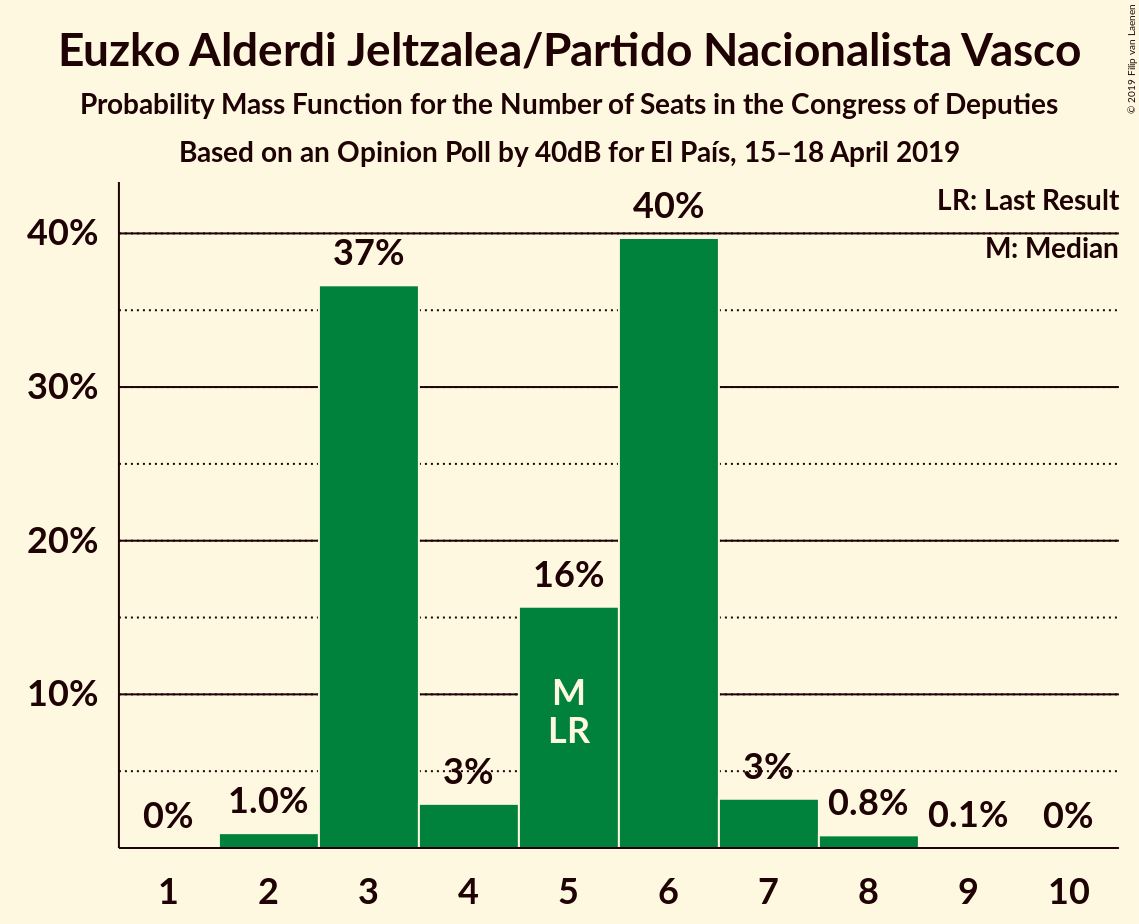 Euzko Alderdi Jeltzalea/Partido Nacionalista Vasco
Probability Mass Function for the Number of Seats in the Congress of Deputies
Based on an Opinion Poll by 40dB for El País, 15–18 April 2019
© 2019 Filip van Laenen
LR: Last Result
M: Median
40%
30%
20%
10%
0%
1.0%
37%
3%
16%
40%
3%
0.8%
0.1%
0%
M
LR
1 2 3 4 5 6 7 8 9 10